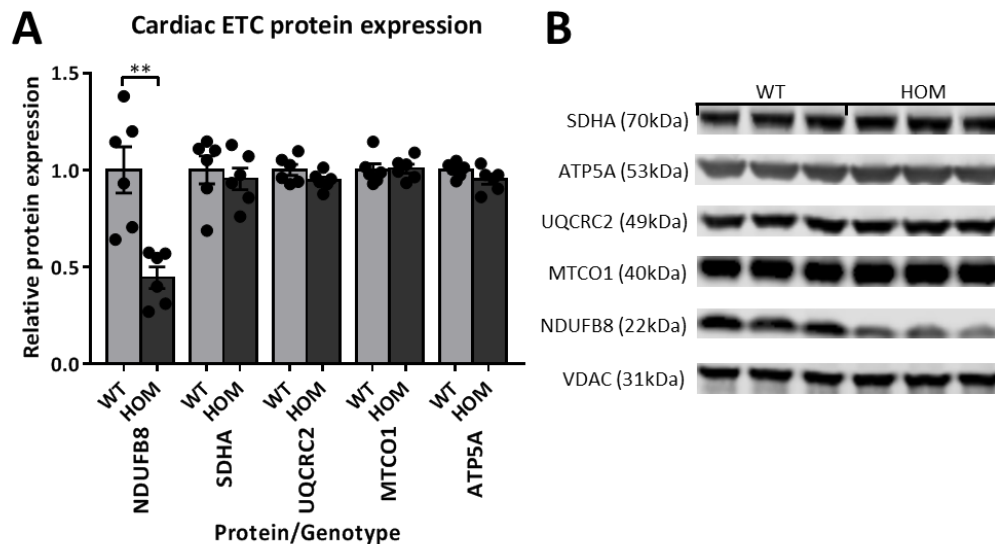 A
Cardiac ETC protein expression
Relative protein expression
1.5
1.0
0.5
0.0
**
WT HOM WT HOM WT HOM WT HOM WT HOM
NDUFB8 SDHA UQCRC2 MTCO1 ATP5A
Protein/Genotype
B
WT HOM
SDHA (70kDa)
ATP5A (53kDa)
UQCRC2 (49kDa)
MTCO1 (40kDa)
NDUFB8 (22kDa)
VDAC (31kDa)